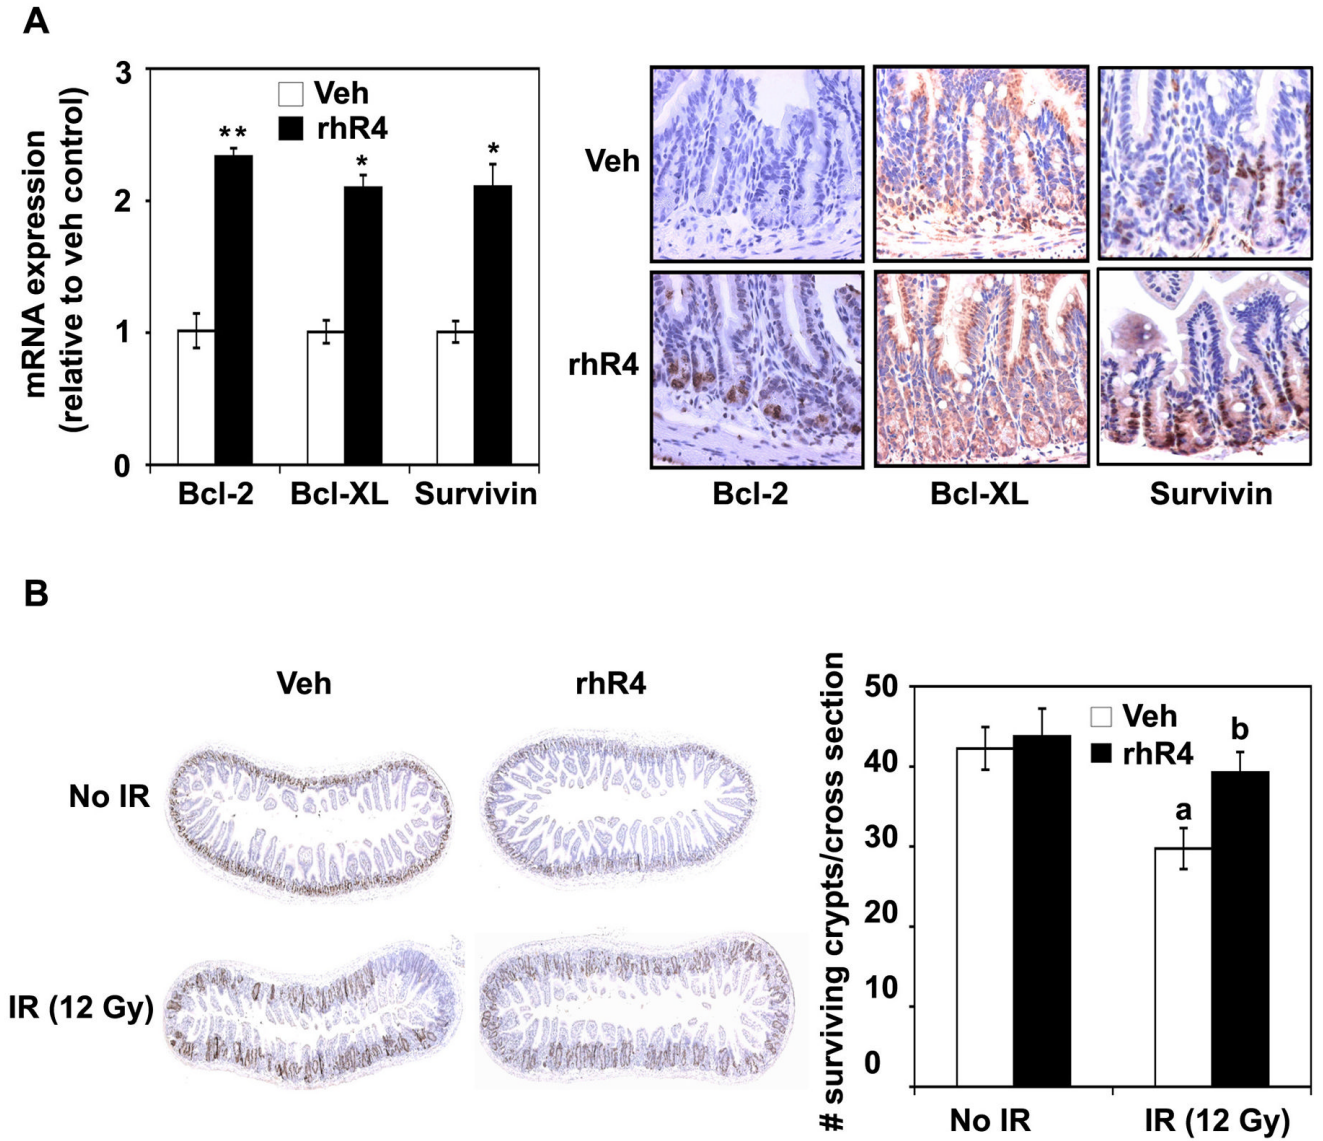 A
mRNA expression
(relative to veh control)
3
2
1
0
Veh
rhR4
**
*
*
Bcl-2
Bcl-XL
Survivin
Veh
rhR4
Bcl-2
Bcl-XL
Survivin
B
Veh
rhR4
No IR
IR (12 Gy)
# surviving crypts/cross section
50
40
30
20
10
0
Veh
rhR4
a
b
No IR
IR (12 Gy)